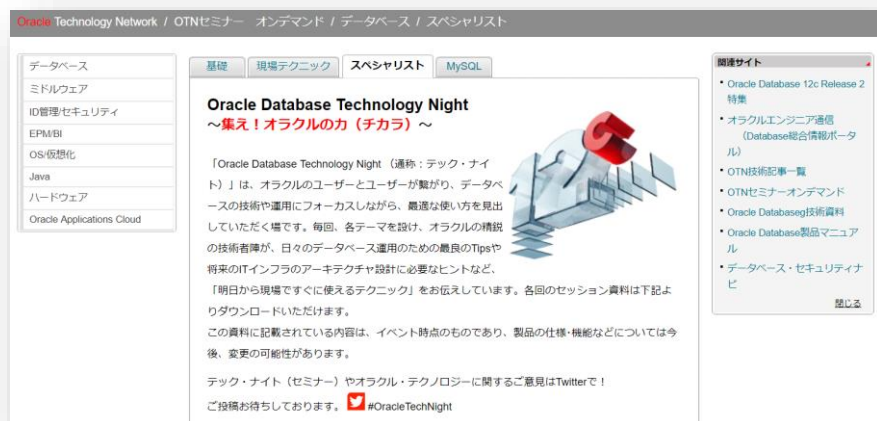 Oracle Technology Network / OTNセミナー オンデマンド / データベース / スペシャリスト
データベース
ミドルウェア
ID管理/セキュリティ
EPM/BI
OS/仮想化
Java
ハードウェア
Oracle Applications Cloud
基礎
現場テクニック
スペシャリスト
MySQL
Oracle Database Technology Night
～集え！オラクルの力（チカラ）～
「Oracle Database Technology Night （通称：テック・ナイ
ト）」は、オラクルのユーザーとユーザーが繋がり、データベ
ースの技術や運用にフォーカスしながら、最適な使い方を見出
していただく場です。毎回、各テーマを設け、オラクルの精鋭
の技術者陣が、日々のデータベース運用のための最良のTipsや
将来のITインフラのアーキテクチャ設計に必要なヒントなど、
「明日から現場ですぐに使えるテクニック」をお伝えしています。各回のセッション資料は下記よ
りダウンロードいただけます。
この資料に記載されている内容は、イベント時点のものであり、製品の仕様・機能などについては今
後、変更の可能性があります。
テック・ナイト（セミナー）やオラクル・テクノロジーに関するご意見はTwitterで！
ご投稿お待ちしております。 #OracleTechNight
12c
関連サイト
・Oracle Database 12c Release 2
特集
・オラクルエンジニア通信
（Database総合情報ポータ
ル）
・OTN技術記事一覧
・OTNセミナーオンデマンド
・Oracle Databaseg技術資料
・Oracle Database製品マニュア
ル
・データベース・セキュリティナ
ビ
閉じる